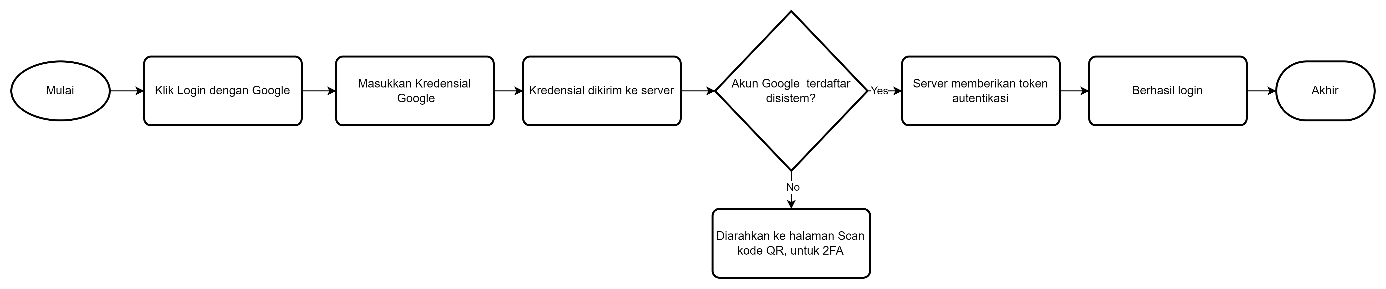 Mulai
Klik Login dengan Google
Masukkan Kredensial
Google
Kredensial dikirim ke server
Akun Google terdaftar
disistem?
Yes
Server memberikan token
autentikasi
Berhasil login
Akhir
No
Diarahkan ke halaman Scan
kode QR, untuk 2FA